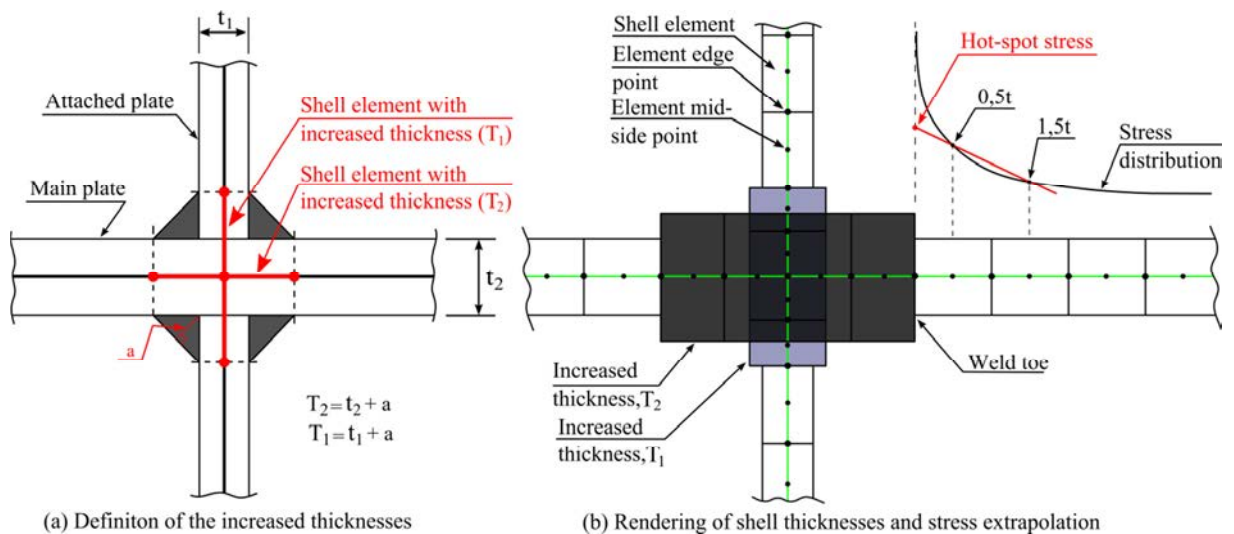 t₁
Attached plate
Shell element with
increased thickness (T₁)
Main plate
Shell element with
increased thickness (T₂)
t₂
a
T₂=t₂+a
T₁=t₁+a
(a) Definiton of the increased thicknesses
Shell element
Element edge
point
Element mid-
side point
Hot-spot stress
0,5t
1,5t
Stress
distribution
Increased
thickness,T₂
Increased
thickness,T₁
Weld toe
(b) Rendering of shell thicknesses and stress extrapolation